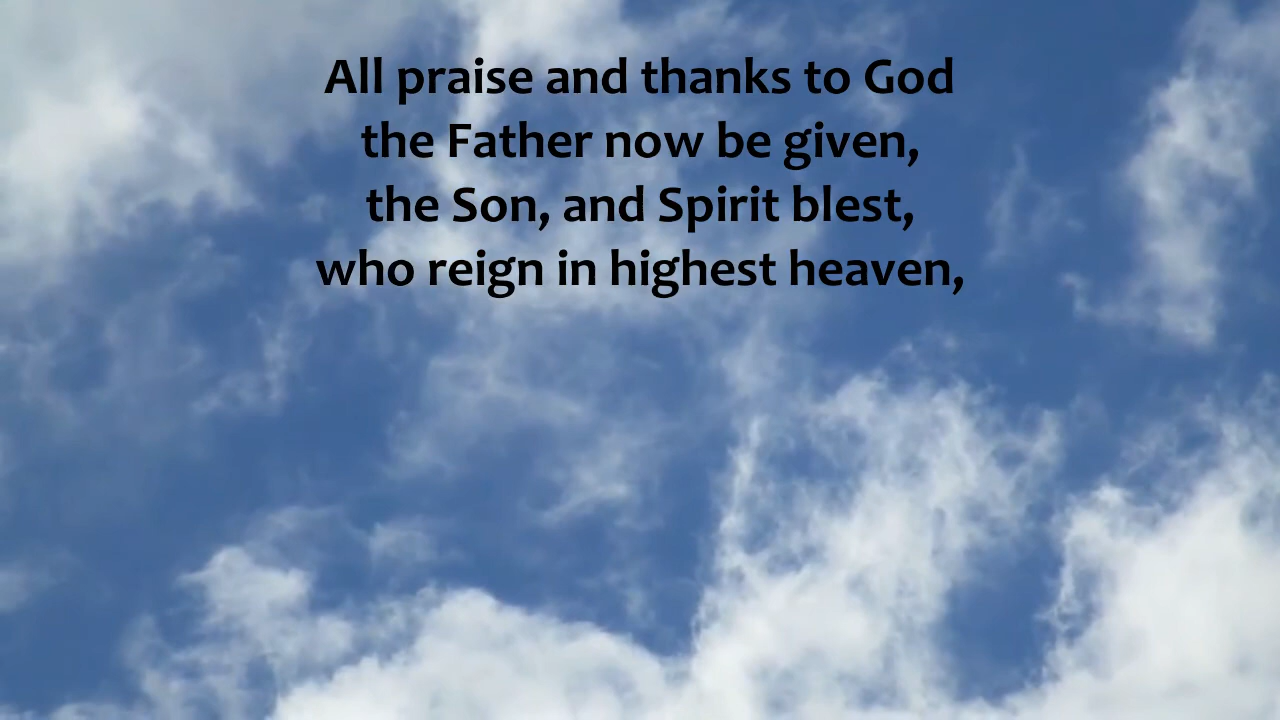 All praise and thanks to God
the Father now be given,
the Son, and Spirit blest,
who reign in highest heaven,